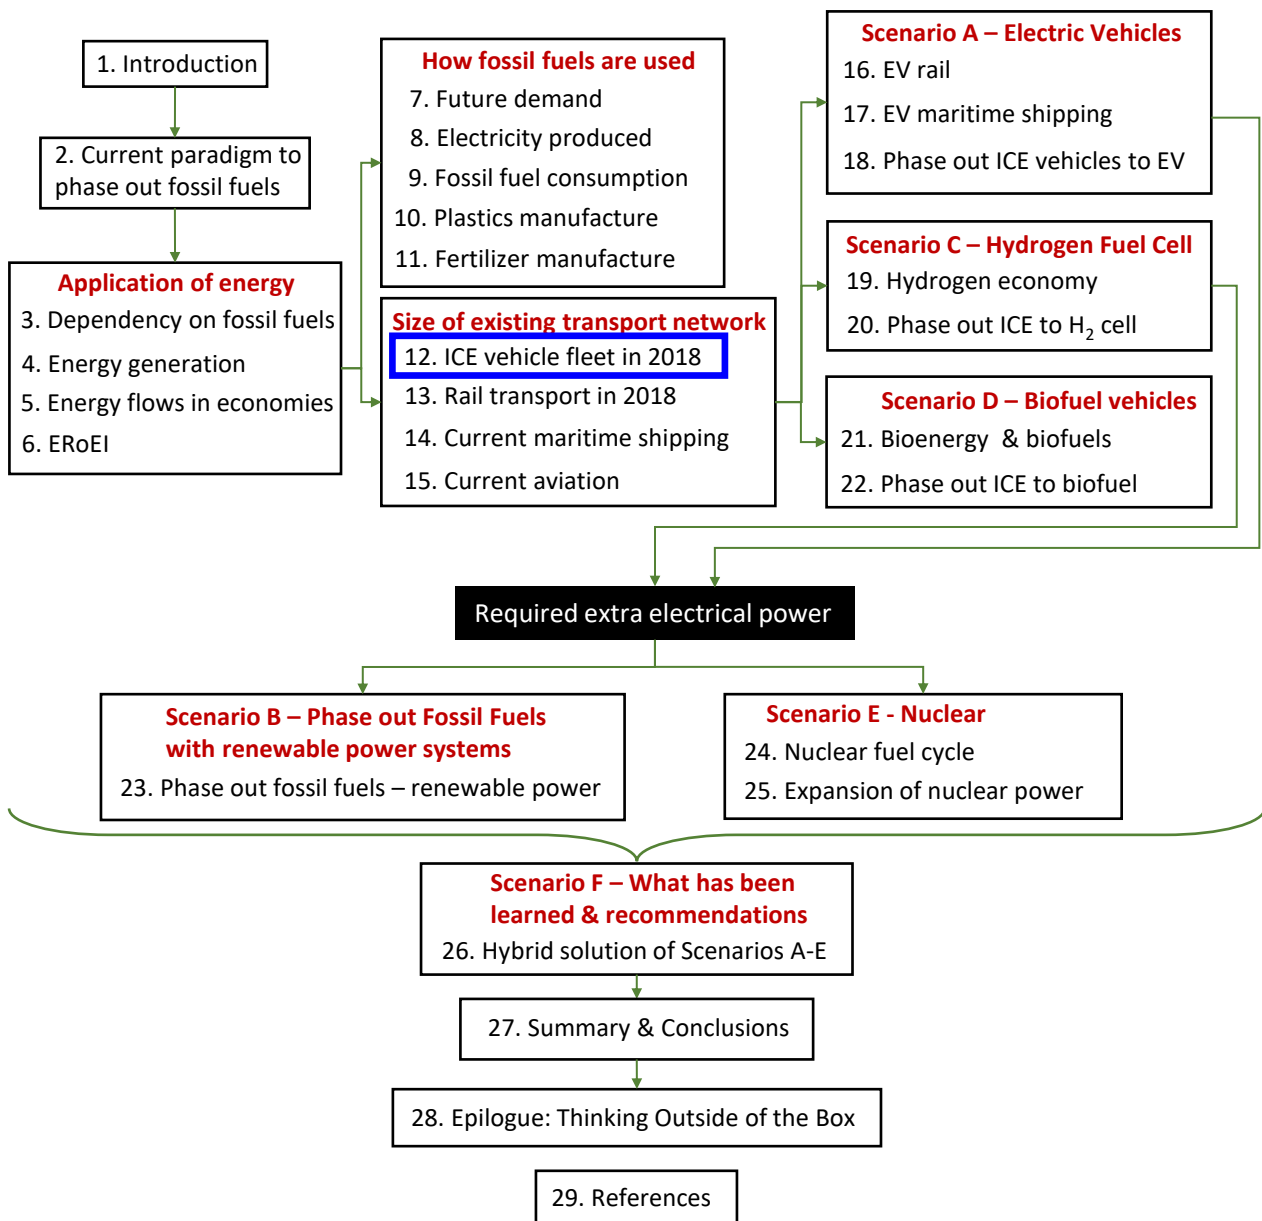 1. Introduction
2. Current paradigm to
phase out fossil fuels
Application of energy
3. Dependency on fossil fuels
4. Energy generation
5. Energy flows in economies
6. ERoEI
How fossil fuels are used
7. Future demand
8. Electricity produced
9. Fossil fuel consumption
10. Plastics manufacture
11. Fertilizer manufacture
Size of existing transport network
12. ICE vehicle fleet in 2018
13. Rail transport in 2018
14. Current maritime shipping
15. Current aviation
Scenario A – Electric Vehicles
16. EV rail
17. EV maritime shipping
18. Phase out ICE vehicles to EV
Scenario C – Hydrogen Fuel Cell
19. Hydrogen economy
20. Phase out ICE to H₂ cell
Scenario D – Biofuel vehicles
21. Bioenergy & biofuels
22. Phase out ICE to biofuel
Required extra electrical power
Scenario B – Phase out Fossil Fuels
with renewable power systems
23. Phase out fossil fuels – renewable power
Scenario E - Nuclear
24. Nuclear fuel cycle
25. Expansion of nuclear power
Scenario F – What has been
learned & recommendations
26. Hybrid solution of Scenarios A-E
27. Summary & Conclusions
28. Epilogue: Thinking Outside of the Box
29. References